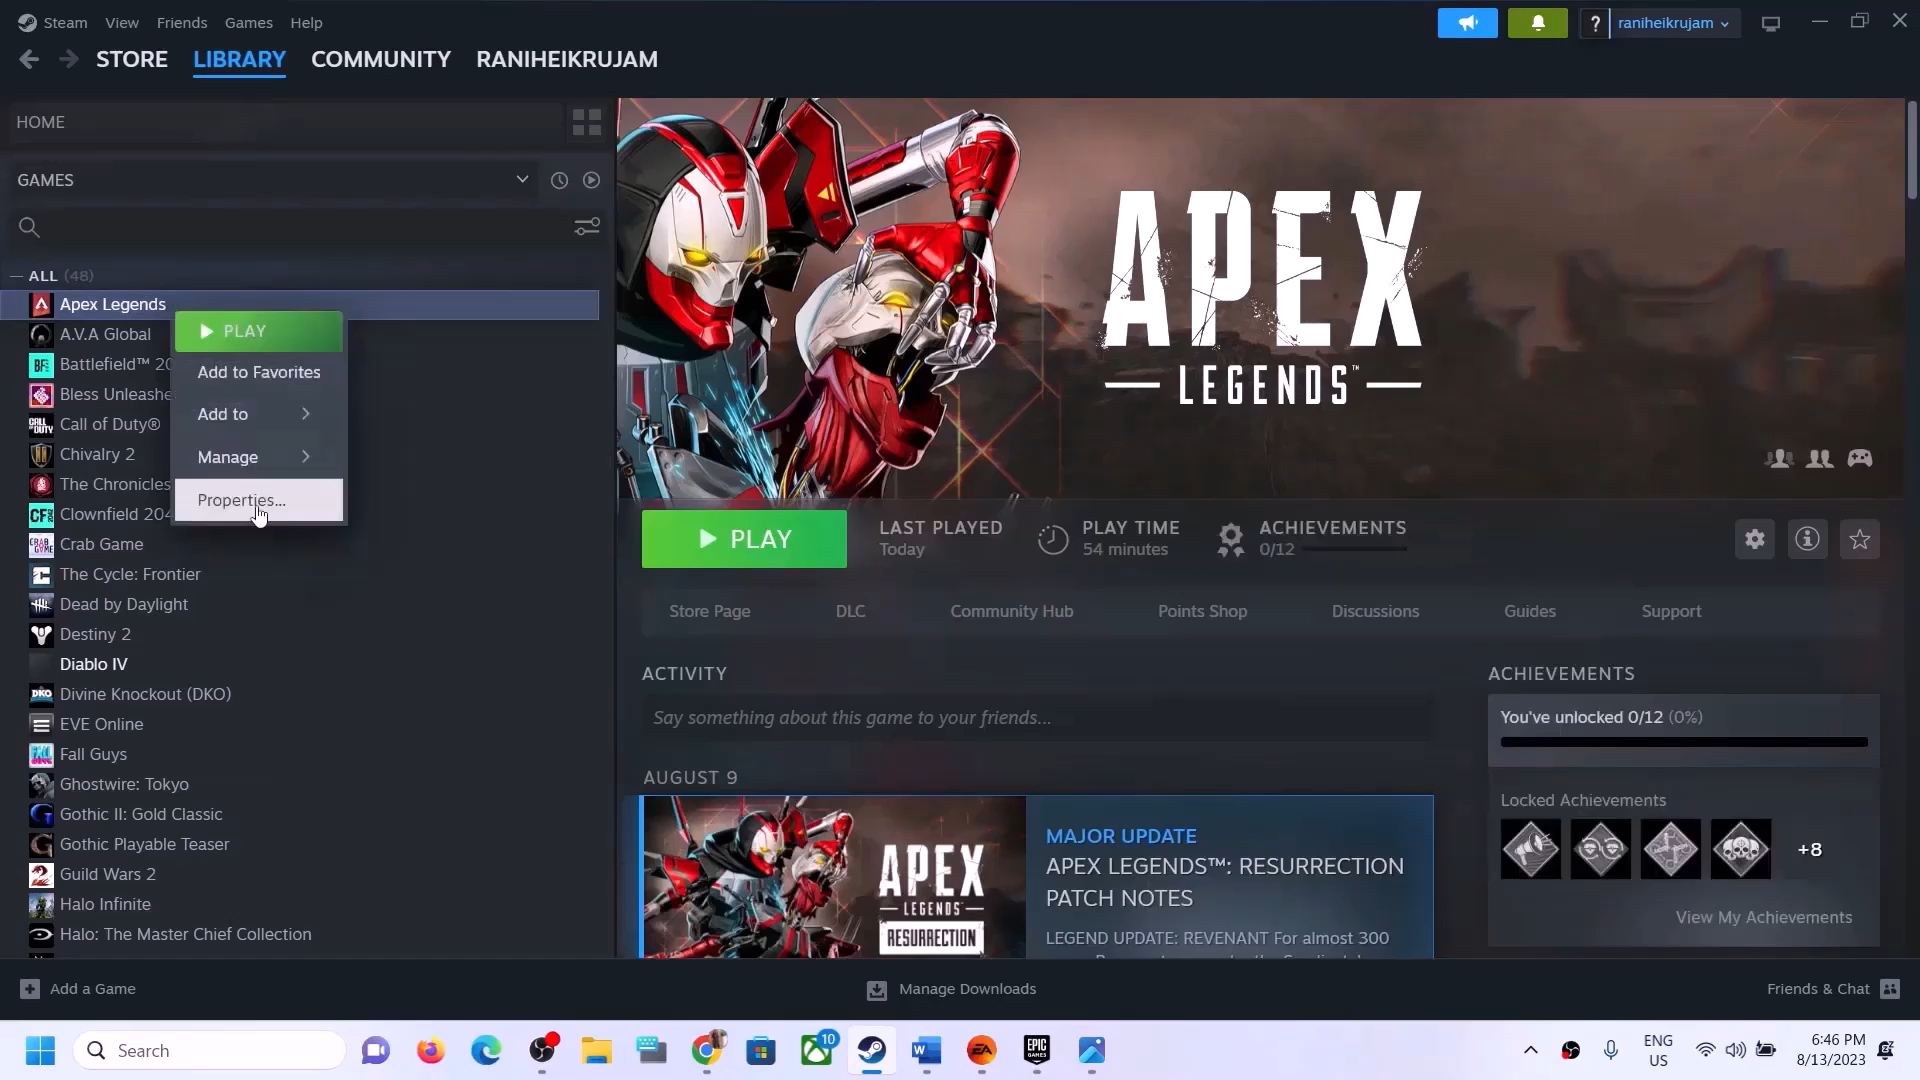 Steam View Friends Games Help
raniheikrujam
STORE LIBRARY COMMUNITY RANIHEIKRUJAM
HOME
GAMES
ALL (48)
Apex Legends
A.V.A Global
Battlefield™ 20
Bless Unleashe
Call of Duty®
Chivalry 2
The Chronicles
Clownfield 204
Crab Game
The Cycle: Frontier
Dead by Daylight
Destiny 2
Diablo IV
Divine Knockout (DKO)
EVE Online
Fall Guys
Ghostwire: Tokyo
Gothic II: Gold Classic
Gothic Playable Teaser
Guild Wars 2
Halo Infinite
Halo: The Master Chief Collection
PLAY
Add to Favorites
Add to
Manage
Properties...
APEX
LEGENDS™
PLAY
LAST PLAYED
Today
PLAY TIME
54 minutes
ACHIEVEMENTS
0/12
Store Page DLC Community Hub Points Shop Discussions Guides Support
ACTIVITY
Say something about this game to your friends...
AUGUST 9
APEX
LEGENDS
RESURRECTION
MAJOR UPDATE
APEX LEGENDS™: RESURRECTION
PATCH NOTES
LEGEND UPDATE: REVENANT For almost 300
ACHIEVEMENTS
You've unlocked 0/12 (0%)
Locked Achievements
+8
View My Achievements
Add a Game
Manage Downloads
Friends & Chat
Search
10
ENG
US
6:46 PM
8/13/2023